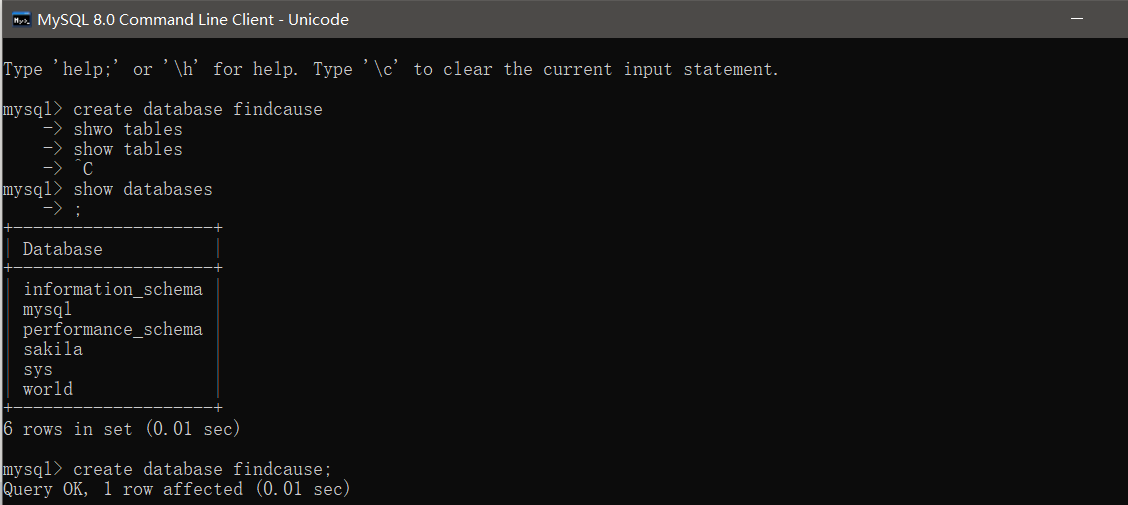 MySQL 8.0 Command Line Client - Unicode
Type 'help;' or '\h' for help. Type '\c' to clear the current input statement.
mysql> create database findcause
    -> shwo tables
    -> show tables
    -> ^C
mysql> show databases
    -> ;
+--------------------+
| Database           |
+--------------------+
| information_schema |
| mysql              |
| performance_schema |
| sakila             |
| sys                |
| world              |
+--------------------+
6 rows in set (0.01 sec)
mysql> create database findcause;
Query OK, 1 row affected (0.01 sec)